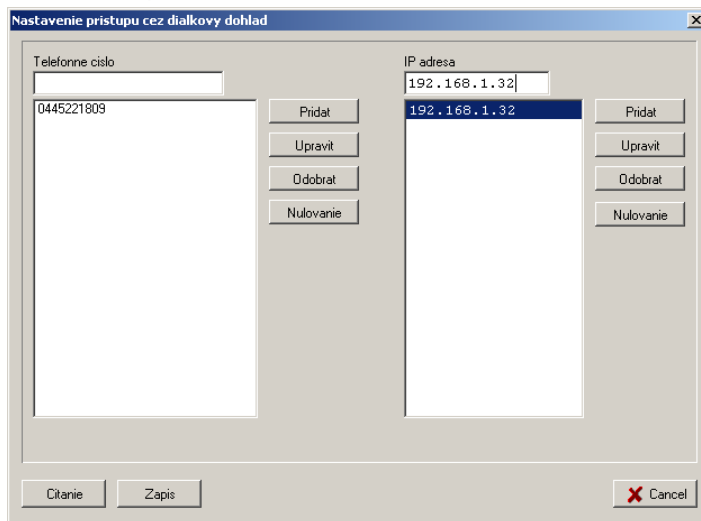 Nastavenie pristupu cez dialkovy dohlad
Telefonne cislo
0445221809
Pridat
Upravit
Odobrat
Nulovanie
IP adresa
192.168.1.32
192.168.1.32
Pridat
Upravit
Odobrat
Nulovanie
Citanie
Zapis
Cancel